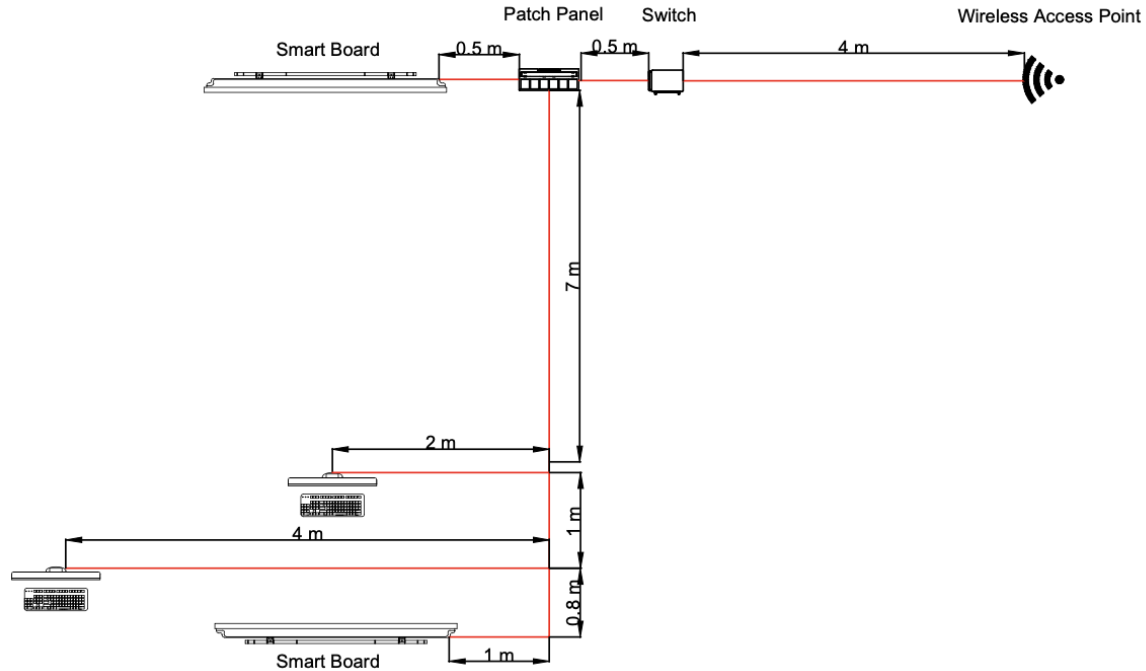 Patch Panel
Switch
Wireless Access Point
Smart Board
0.5 m
0.5 m
4 m
7 m
2 m
1 m
4 m
0.8 m
1 m
Smart Board